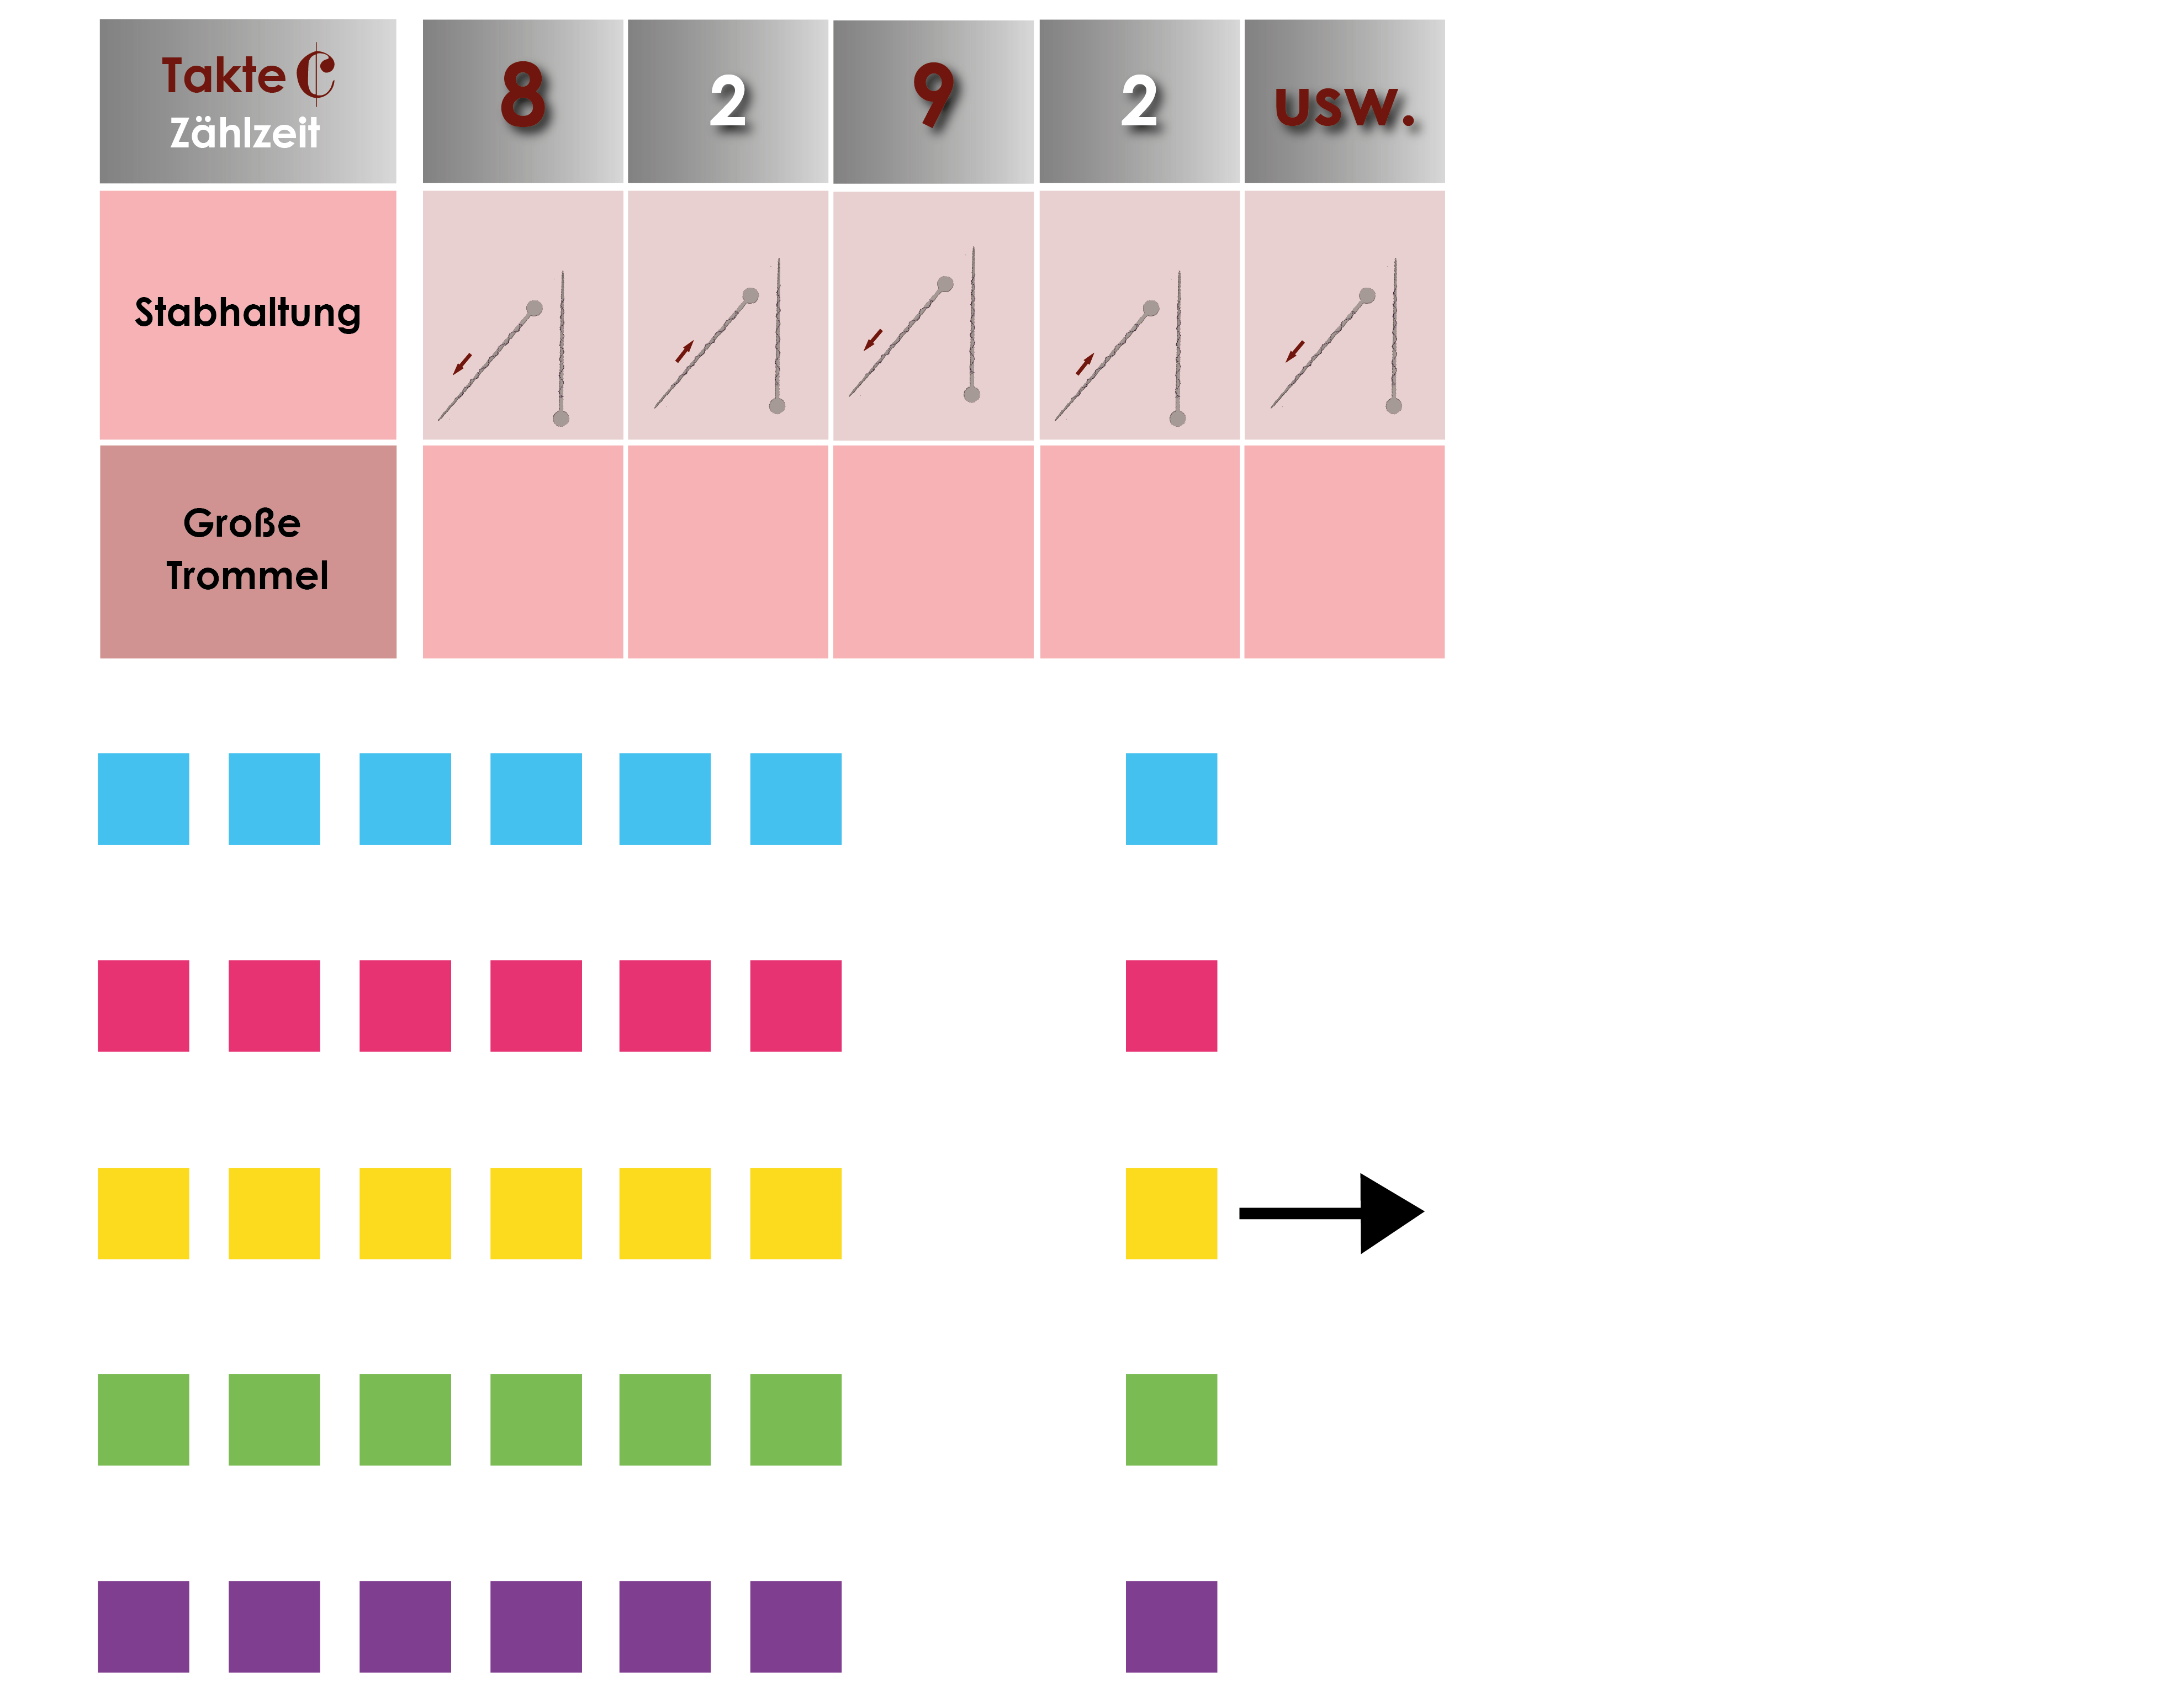 Takte 𝄵 8 2 9 2 usw.
Zählzeit
Stabhaltung
Große
Trommel